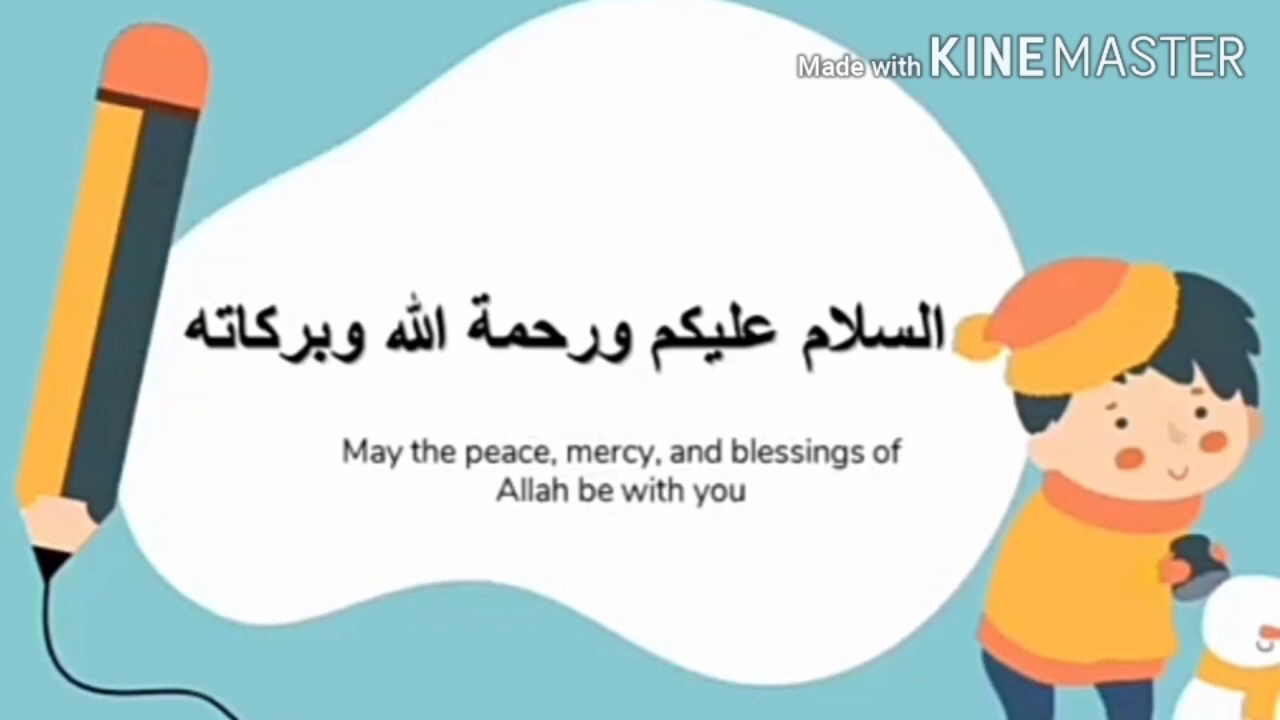 Made with KINEMASTER
السلام عليكم ورحمة الله وبركاته
May the peace, mercy, and blessings of
Allah be with you